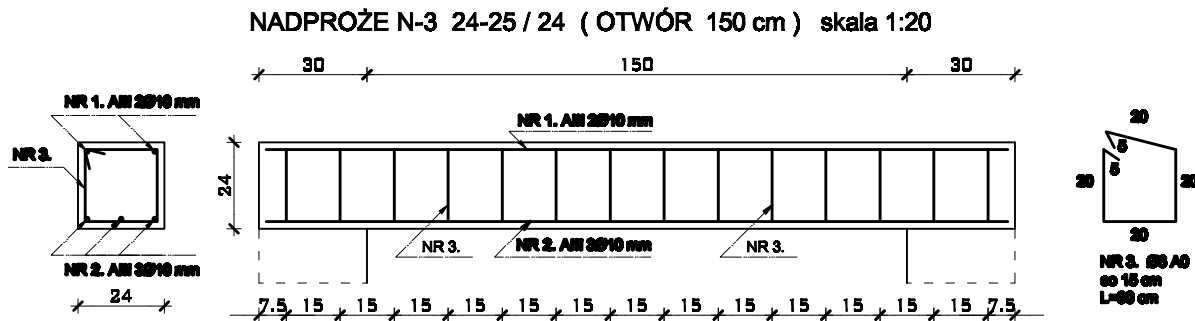 NADPROŻE N-3 24-25 / 24 ( OTWÓR 150 cm ) skala 1:20
30 150 30
NR 1. AIII 2Ø10 mm
NR 3.
NR 2. AIII 3Ø10 mm
24
NR 1. AIII 2Ø10 mm
24
NR 3.
NR 2. AIII 3Ø10 mm
NR 3.
7.5 15 15 15 15 15 15 15 15 15 15 15 15 15 7.5
20
5
5
20
20
20
NR 3. Ø6 A0
co 15 cm
L=90 cm